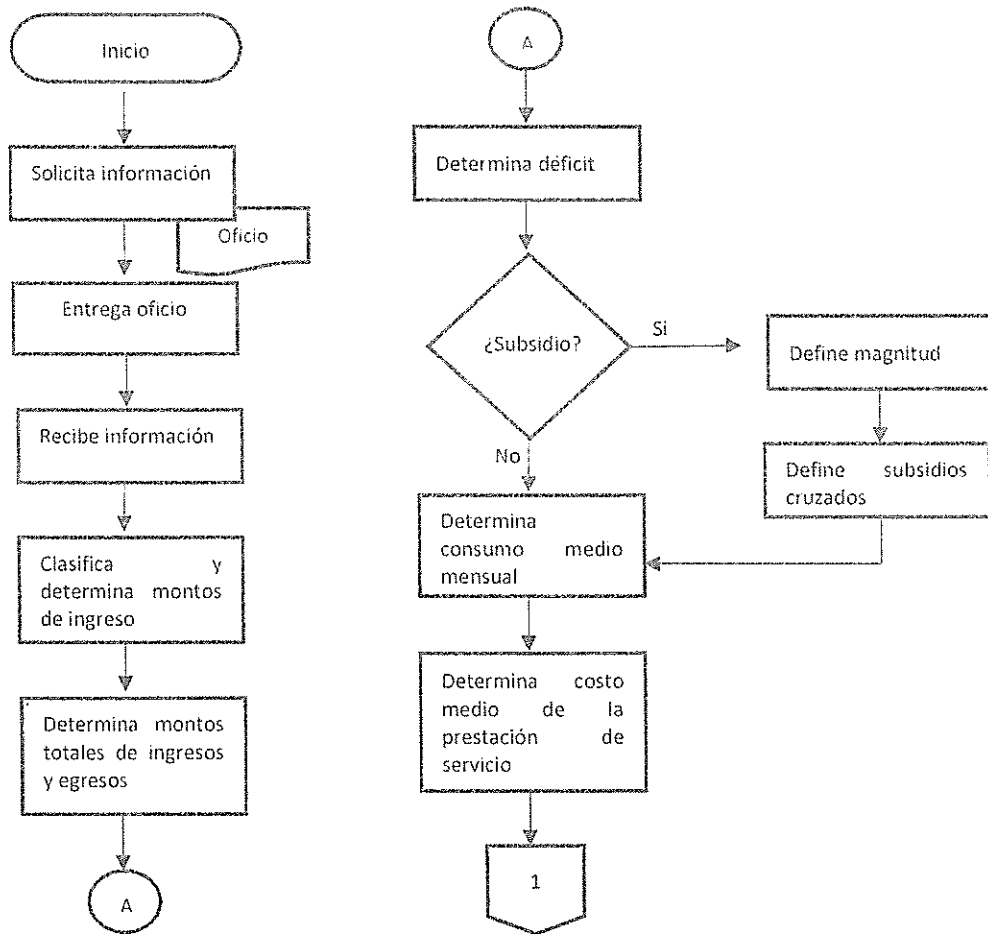 Inicio
Solicita información
Oficio
Entrega oficio
Recibe información
Clasifica y
determina montos
de ingreso
Determina montos
totales de ingresos
y egresos
A
A
Determina déficit
¿Subsidio?
Si
No
Define magnitud
Define subsidios
cruzados
Determina
consumo medio
mensual
Determina costo
medio de la
prestación de
servicio
1